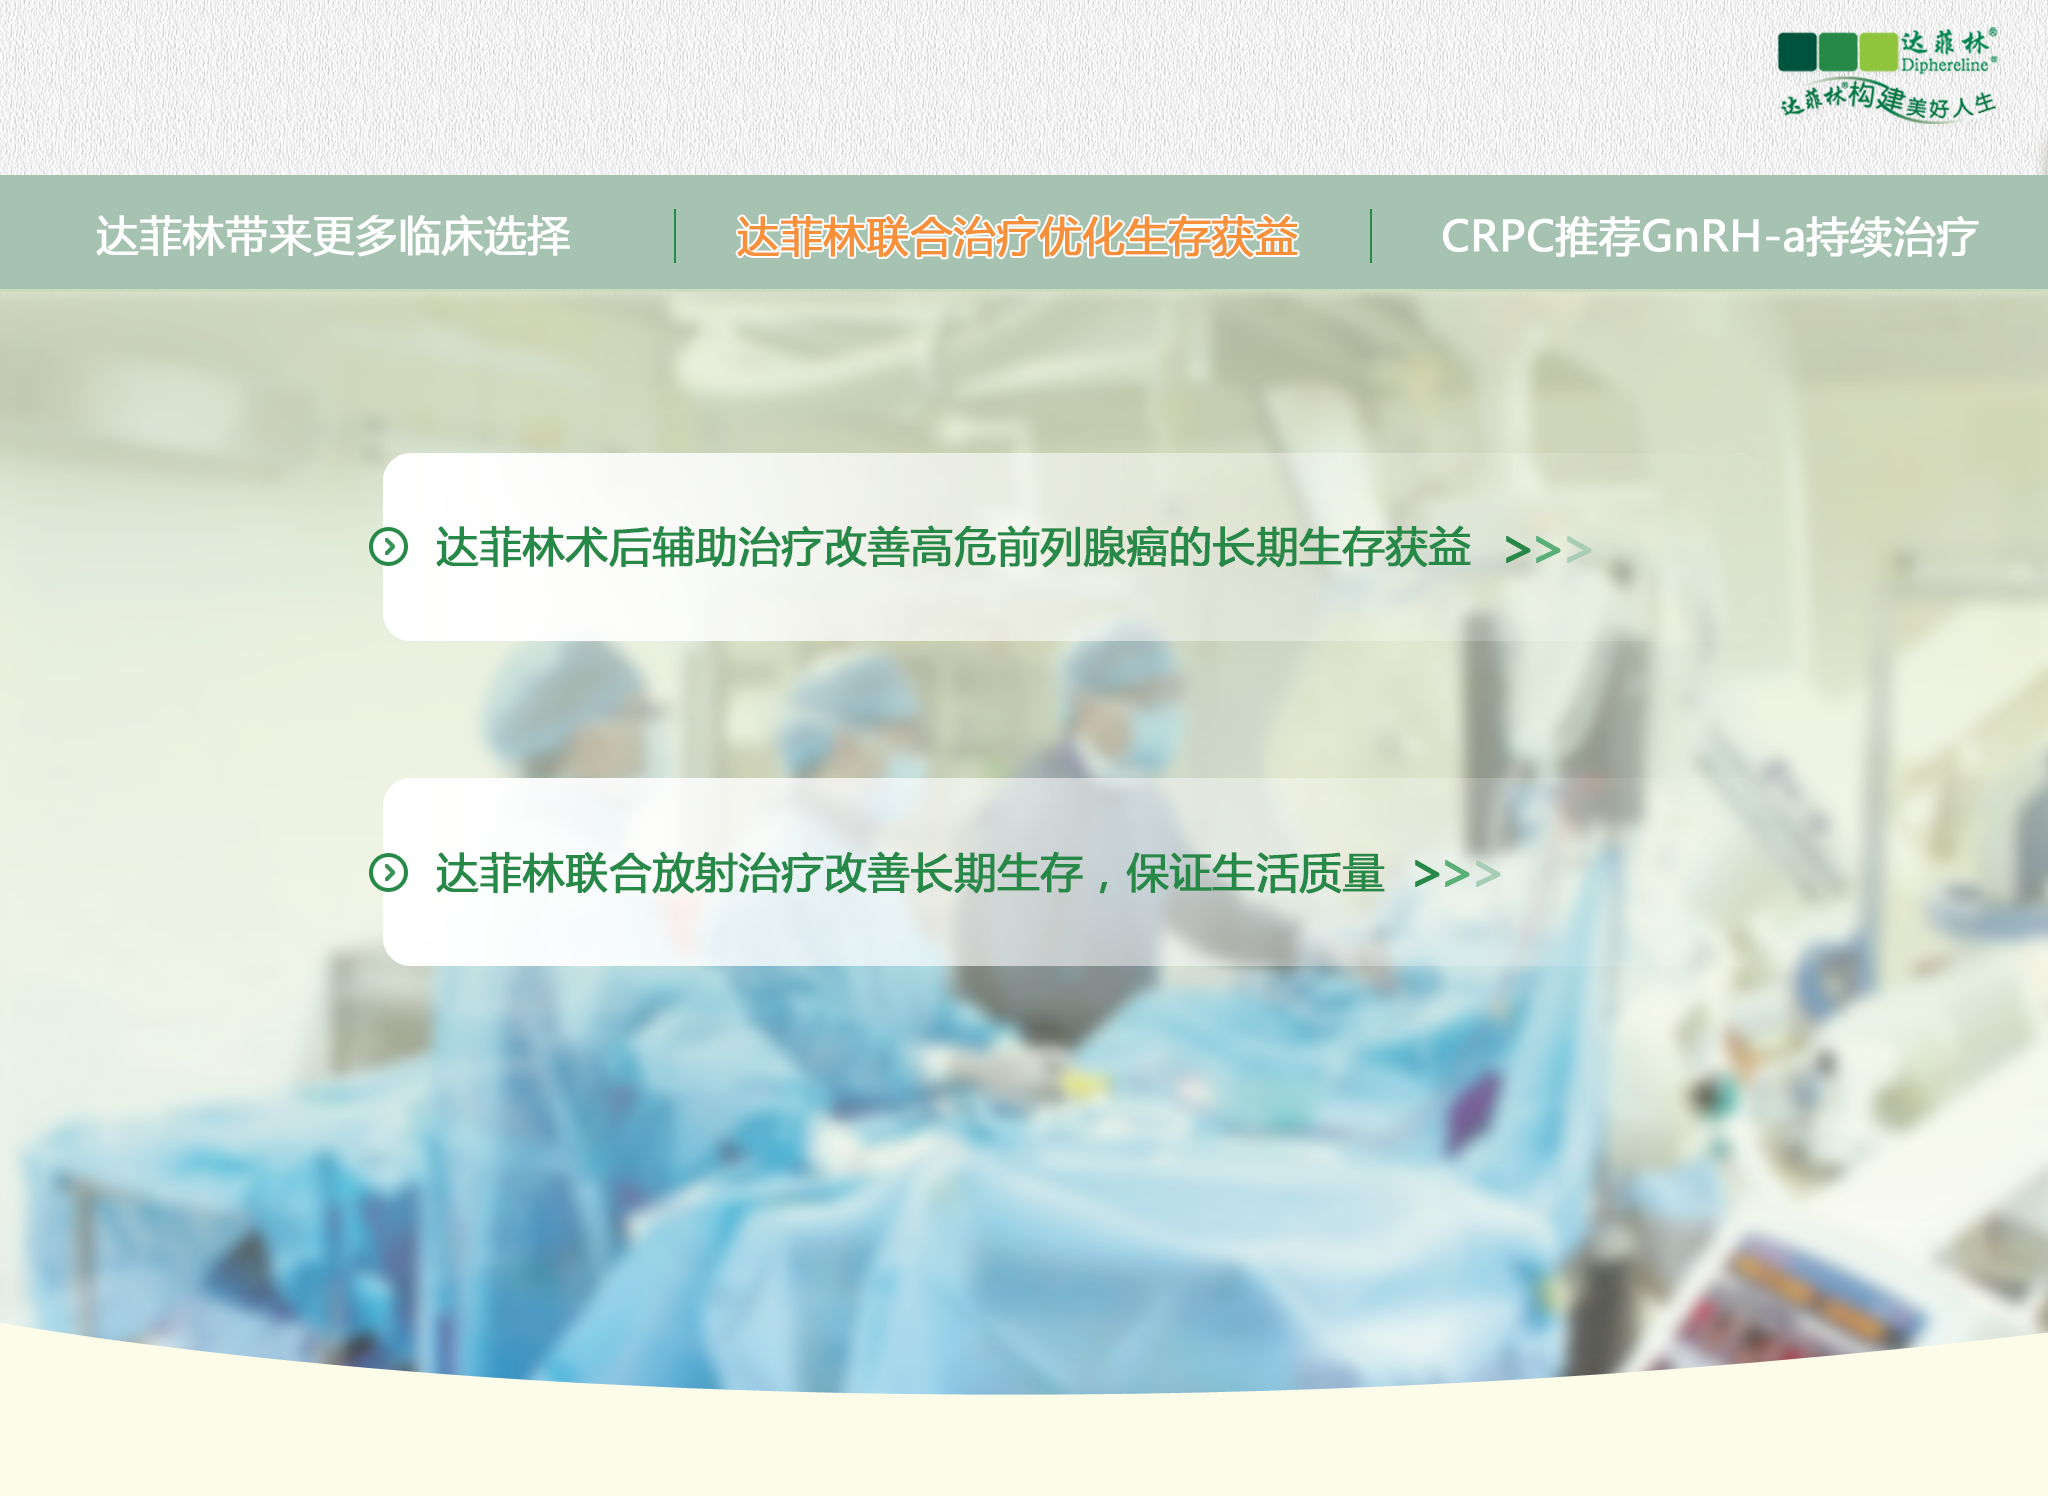 达菲林®
Diphereline®
达菲林®构建美好人生
达菲林带来更多临床选择
达菲林联合治疗优化生存获益
CRPC推荐GnRH-a持续治疗
达菲林术后辅助治疗改善高危前列腺癌的长期生存获益 >>>
达菲林联合放射治疗改善长期生存，保证生活质量 >>>